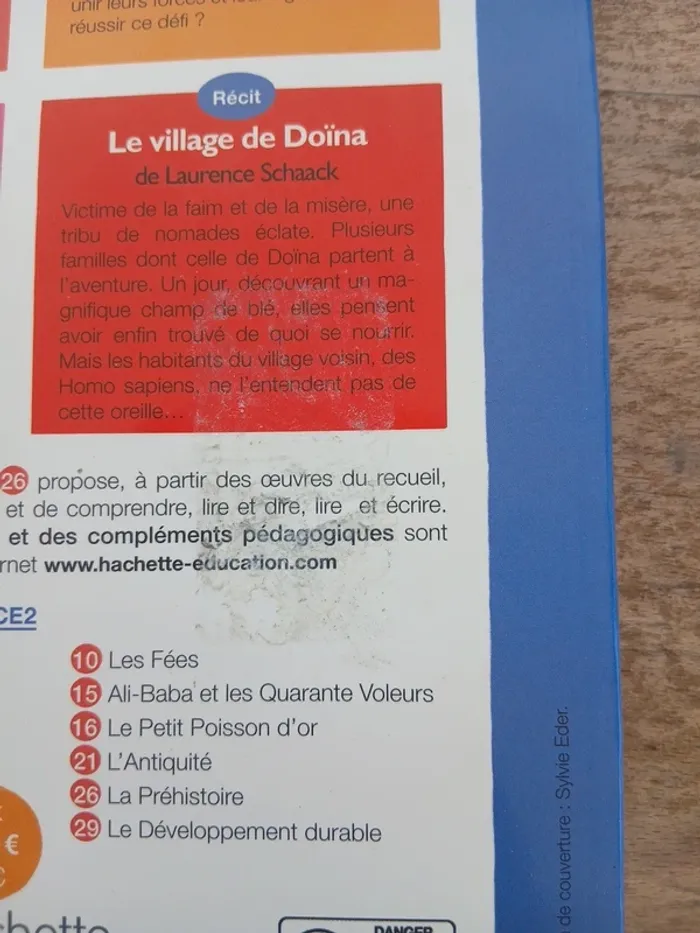 réussir ce défi ?
Récit
Le village de Doïna
de Laurence Schaack
Victime de la faim et de la misère, une
tribu de nomades éclate. Plusieurs
familles dont celle de Doïna partent à
l'aventure. Un jour, découvrant un ma-
gnifique champ de blé, elles pensent
avoir enfin trouvé de quoi se nourrir.
Mais les habitants du village voisin, des
Homo sapiens, ne l'entendent pas de
cette oreille...
26 propose, à partir des œuvres du recueil,
et de comprendre, lire et dire, lire et écrire.
et des compléments pédagogiques sont
rnet www.hachette-education.com
CE2
10 Les Fées
15 Ali-Baba et les Quarante Voleurs
16 Le Petit Poisson d'or
21 L'Antiquité
26 La Préhistoire
29 Le Développement durable
€
hette
DANGER
de couverture : Sylvie Eder.